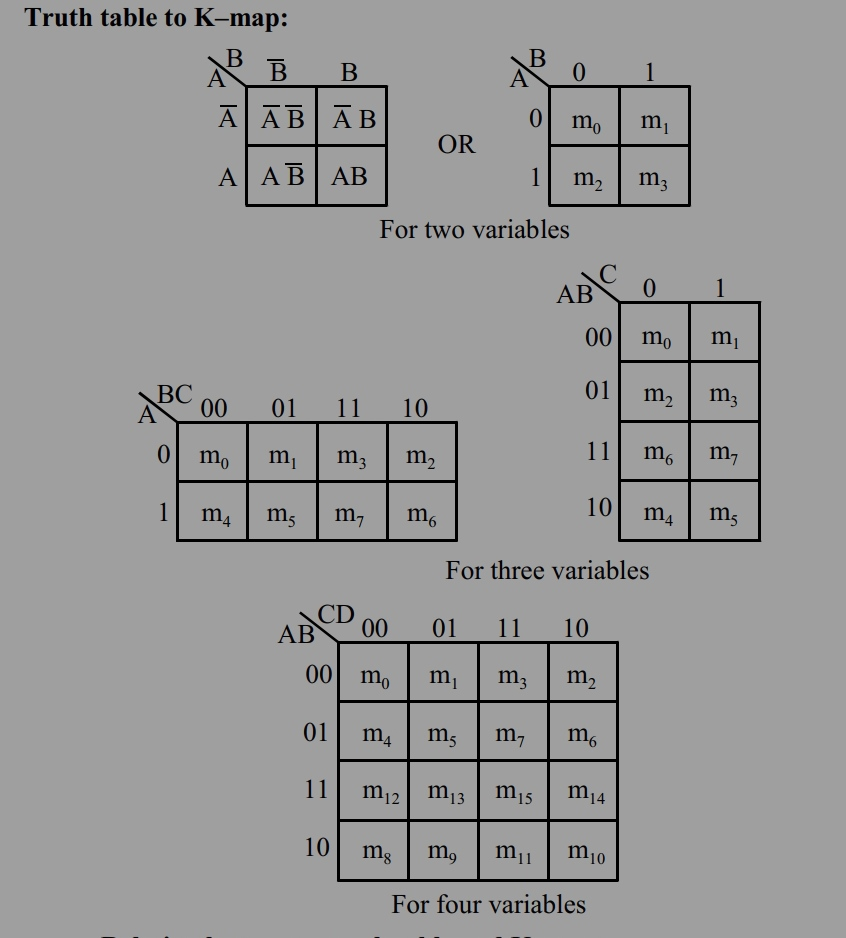 Truth table to K–map:
B B̅ B
A
A̅ A̅ B̅ A̅ B
A A B̅ AB
OR
B 0 1
A
0 m₀ m₁
1 m₂ m₃
For two variables
BC 00 01 11 10
A
0 m₀ m₁ m₃ m₂
1 m₄ m₅ m₇ m₆
C 0 1
AB
00 m₀ m₁
01 m₂ m₃
11 m₆ m₇
10 m₄ m₅
For three variables
CD 00 01 11 10
AB
00 m₀ m₁ m₃ m₂
01 m₄ m₅ m₇ m₆
11 m₁₂ m₁₃ m₁₅ m₁₄
10 m₈ m₉ m₁₁ m₁₀
For four variables